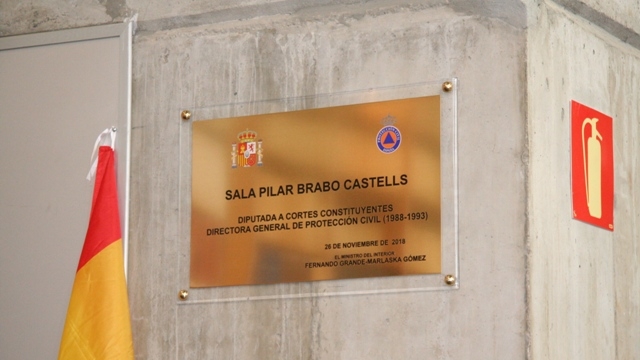 SALA PILAR BRABO CASTELLS
DIPUTADA A CORTES CONSTITUYENTES
DIRECTORA GENERAL DE PROTECCIÓN CIVIL (1988-1993)
26 DE NOVIEMBRE DE 2018
EL MINISTRO DEL INTERIOR
FERNANDO GRANDE-MARLASKA GÓMEZ